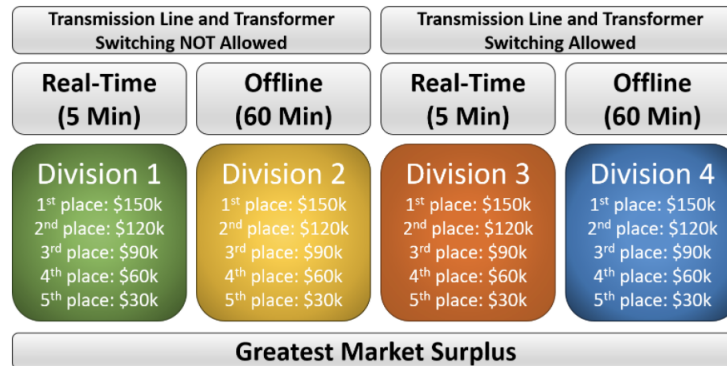 Transmission Line and Transformer
Switching NOT Allowed
Transmission Line and Transformer
Switching Allowed
Real-Time
(5 Min)
Offline
(60 Min)
Real-Time
(5 Min)
Offline
(60 Min)
Division 1
1st place: $150k
2nd place: $120k
3rd place: $90k
4th place: $60k
5th place: $30k
Division 2
1st place: $150k
2nd place: $120k
3rd place: $90k
4th place: $60k
5th place: $30k
Division 3
1st place: $150k
2nd place: $120k
3rd place: $90k
4th place: $60k
5th place: $30k
Division 4
1st place: $150k
2nd place: $120k
3rd place: $90k
4th place: $60k
5th place: $30k
Greatest Market Surplus